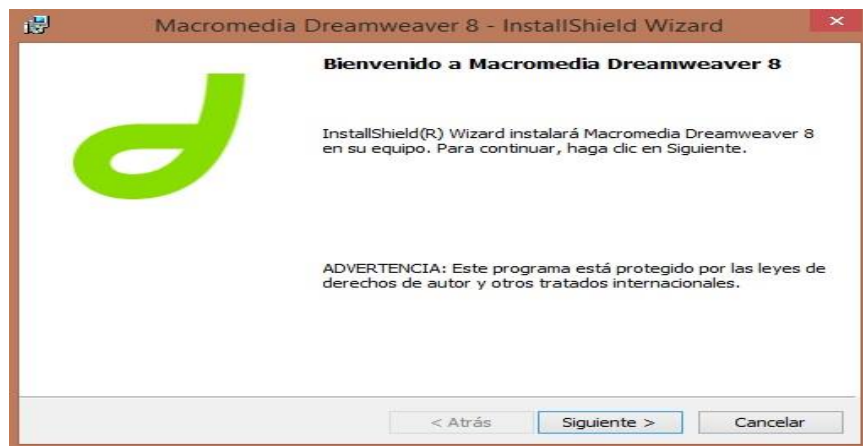 Macromedia Dreamweaver 8 - InstallShield Wizard
Bienvenido a Macromedia Dreamweaver 8
InstallShield(R) Wizard instalará Macromedia Dreamweaver 8
en su equipo. Para continuar, haga clic en Siguiente.
ADVERTENCIA: Este programa está protegido por las leyes de
derechos de autor y otros tratados internacionales.
< Atrás
Siguiente >
Cancelar